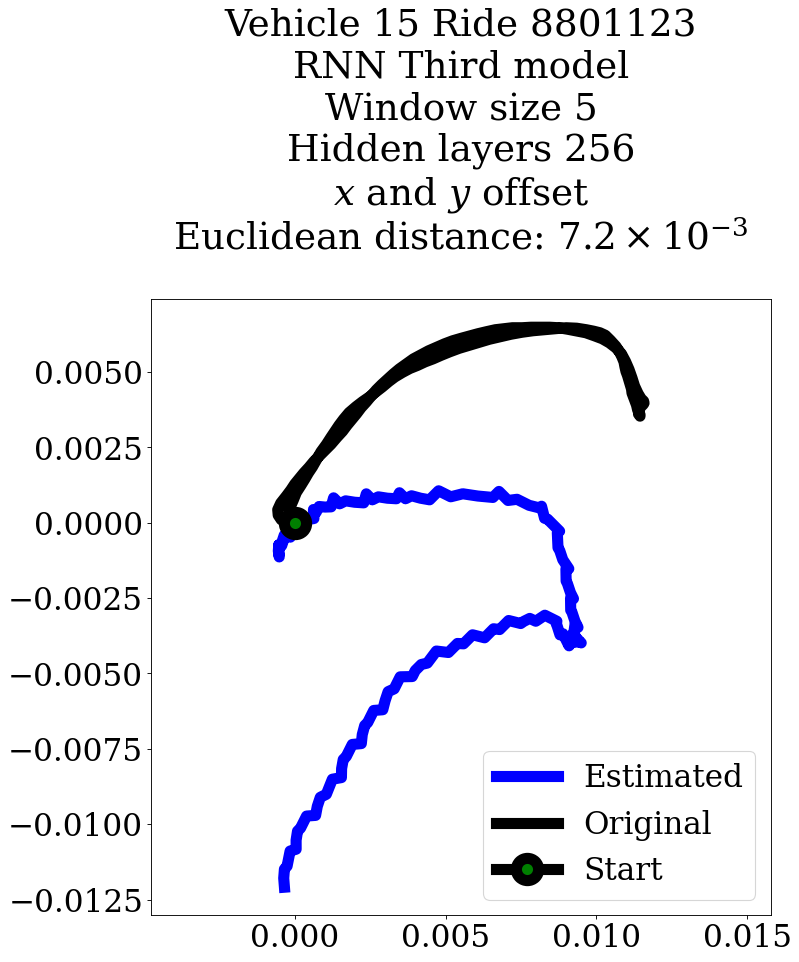 Vehicle 15 Ride 8801123
RNN Third model
Window size 5
Hidden layers 256
x and y offset
Euclidean distance: 7.2 × 10⁻³
0.0050
0.0025
0.0000
−0.0025
−0.0050
−0.0075
−0.0100
−0.0125
Estimated
Original
Start
0.000 0.005 0.010 0.015